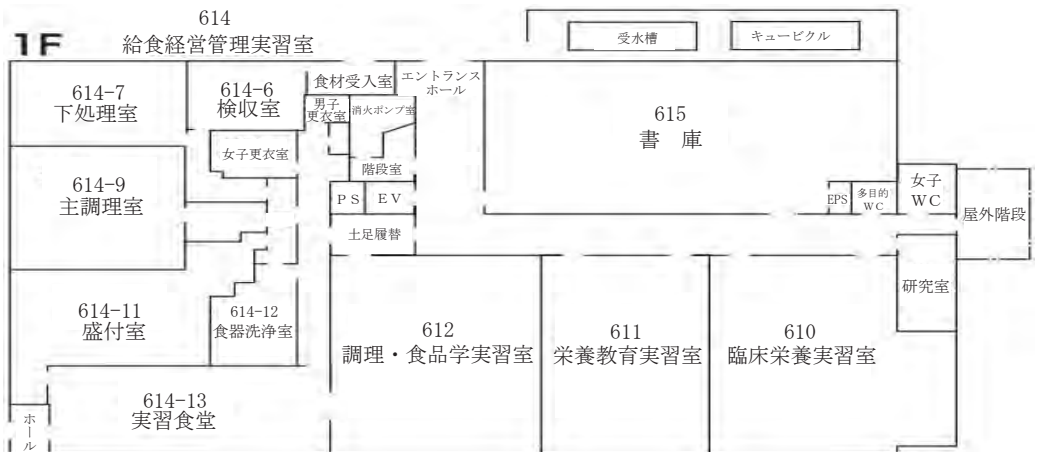 1F
614
給食経営管理実習室
受水槽
キュービクル
614-7
下処理室
614-6
検収室
食材受入室
エントランス
ホール
男子
更衣室
消火ポンプ室
615
書 庫
女子更衣室
階段室
614-9
主調理室
PS
EV
EPS
多目的
WC
女子
WC
屋外階段
土足履替
研究室
614-11
盛付室
614-12
食器洗浄室
612
調理・食品学実習室
611
栄養教育実習室
610
臨床栄養実習室
614-13
実習食堂
ホール